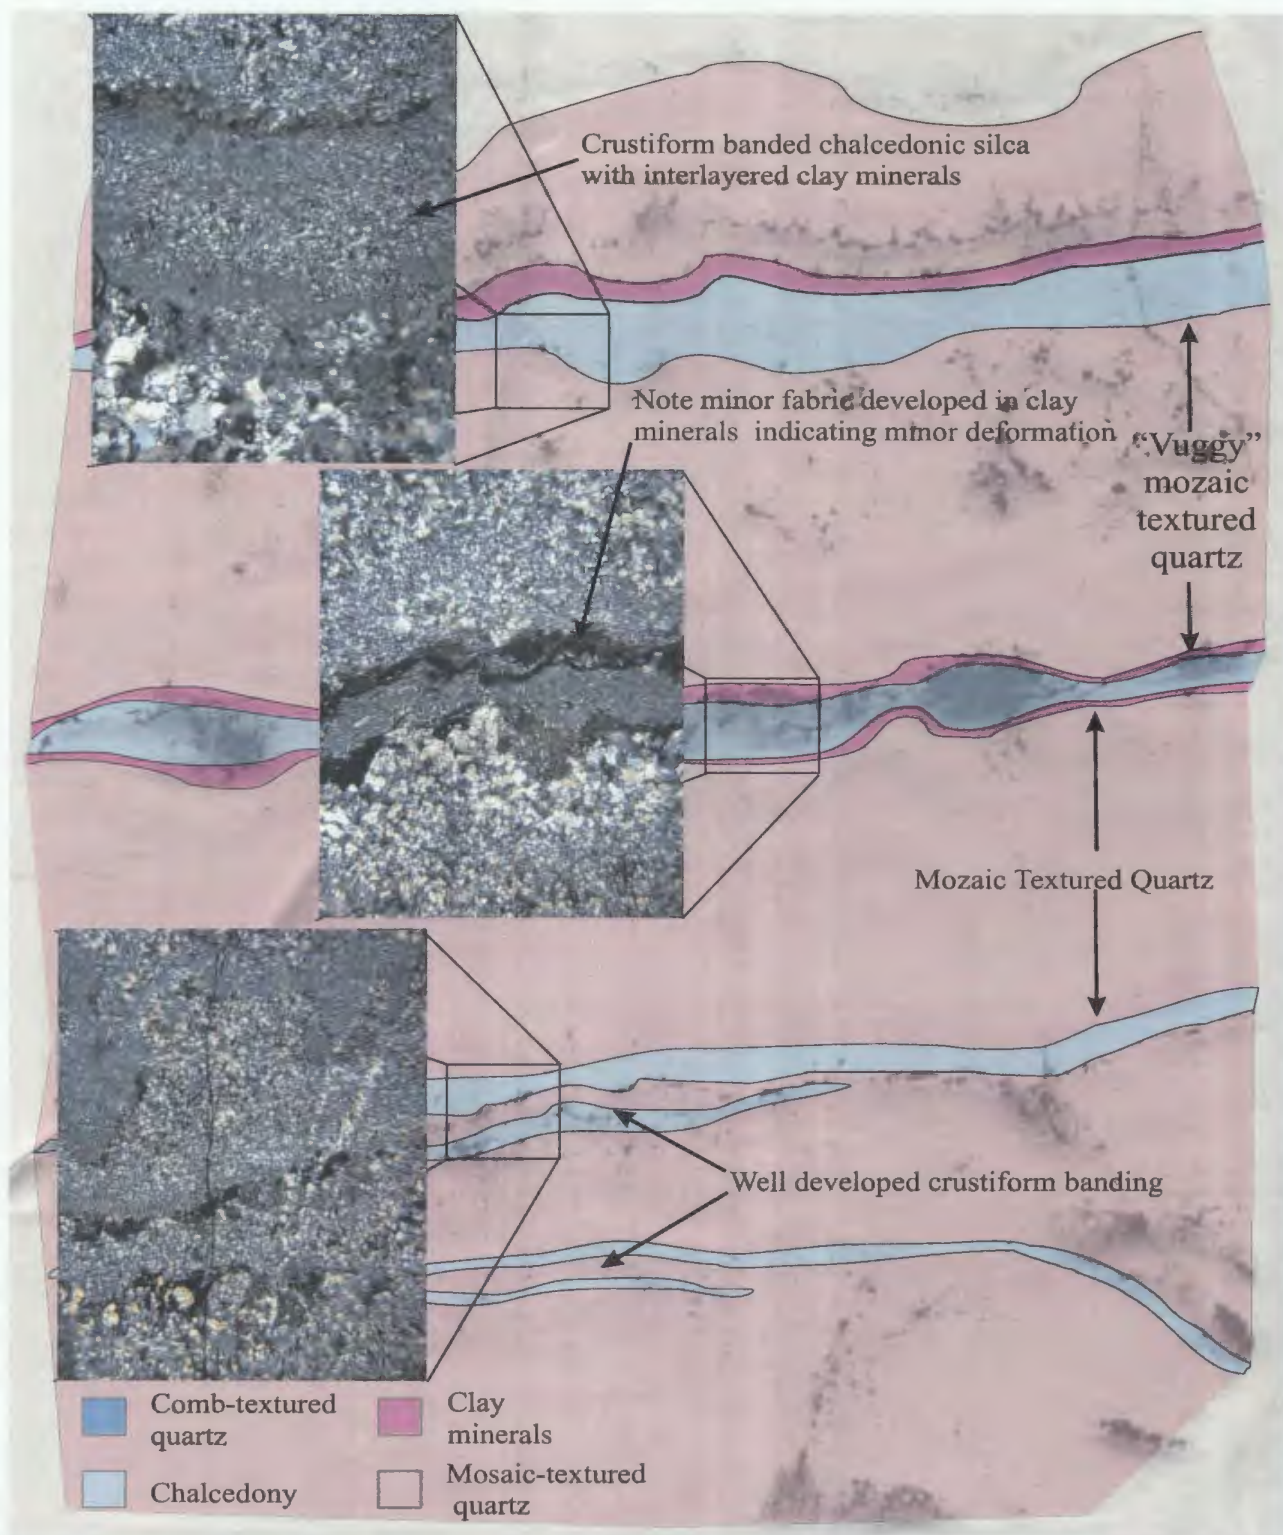 Crustiform banded chalcedonic silca
with interlayered clay minerals
Note minor fabric developed in clay
minerals indicating minor deformation
"Vuggy"
mozaic
textured
quartz
Mozaic Textured Quartz
Well developed crustiform banding
Comb-textured
quartz
Clay
minerals
Chalcedony
Mosaic-textured
quartz